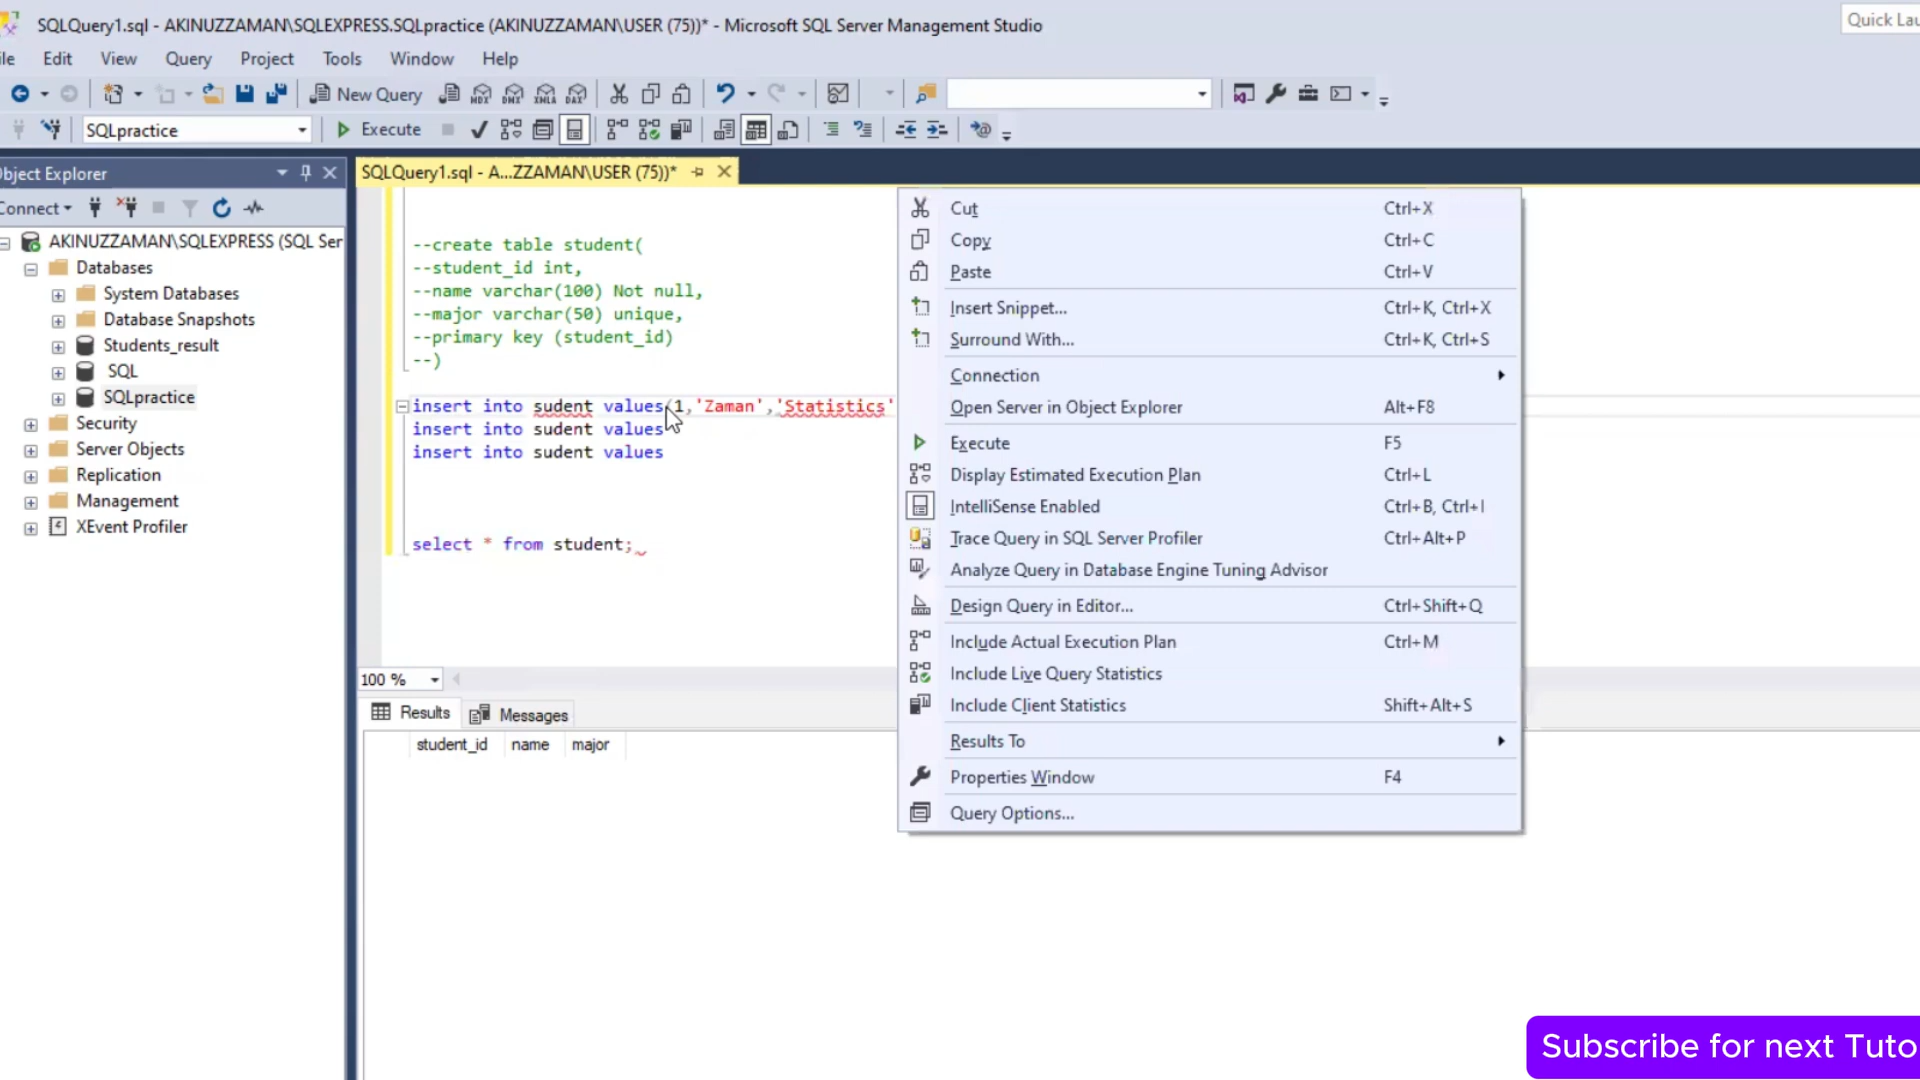 SQLQuery1.sql - AKINUZZAMAN\SQLEXPRESS.SQLpractice (AKINUZZAMAN\USER (75))* - Microsoft SQL Server Management Studio
Quick Lau
ile Edit View Query Project Tools Window Help
New Query MDX DMX XMLA DAX
SQLpractice Execute
Object Explorer
SQLQuery1.sql - A...ZZAMAN\USER (75))*
Connect
AKINUZZAMAN\SQLEXPRESS (SQL Ser
Databases
System Databases
Database Snapshots
Students_result
SQL
SQLpractice
Security
Server Objects
Replication
Management
XEvent Profiler
--create table student(
--student_id int,
--name varchar(100) Not null,
--major varchar(50) unique,
--primary key (student_id)
--)
insert into sudent values(1,'Zaman','Statistics'
insert into sudent values
insert into sudent values
select * from student;
100 %
Results Messages
student_id name major
Cut Ctrl+X
Copy Ctrl+C
Paste Ctrl+V
Insert Snippet... Ctrl+K, Ctrl+X
Surround With... Ctrl+K, Ctrl+S
Connection
Open Server in Object Explorer Alt+F8
Execute F5
Display Estimated Execution Plan Ctrl+L
IntelliSense Enabled Ctrl+B, Ctrl+I
Trace Query in SQL Server Profiler Ctrl+Alt+P
Analyze Query in Database Engine Tuning Advisor
Design Query in Editor... Ctrl+Shift+Q
Include Actual Execution Plan Ctrl+M
Include Live Query Statistics
Include Client Statistics Shift+Alt+S
Results To
Properties Window F4
Query Options...
Subscribe for next Tuto